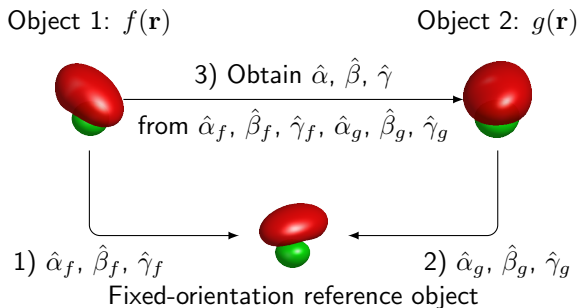 Object 1: f(𝐫)
Object 2: g(𝐫)
3) Obtain α̂, β̂, γ̂
from α̂_f, β̂_f, γ̂_f, α̂_g, β̂_g, γ̂_g
1) α̂_f, β̂_f, γ̂_f
2) α̂_g, β̂_g, γ̂_g
Fixed-orientation reference object